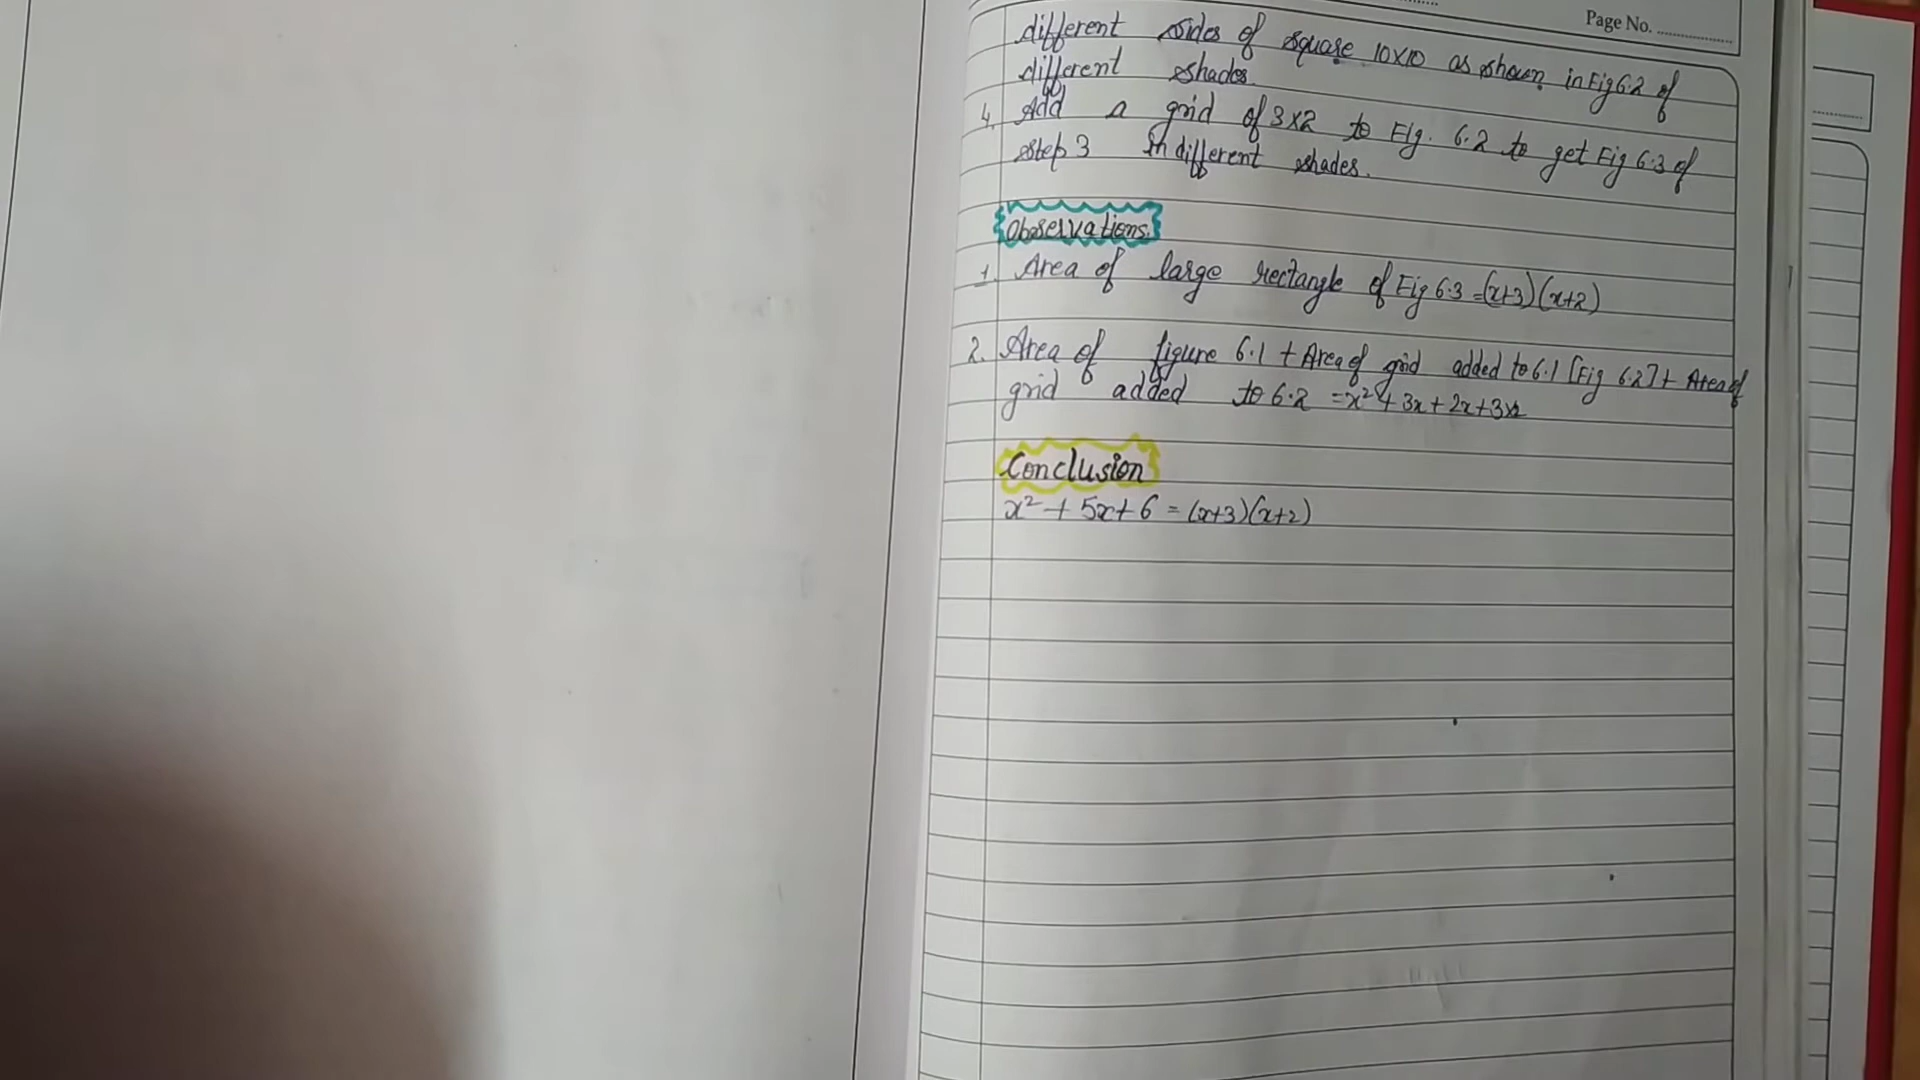 Page No. ............
different sides of square 10x10 as shown in Fig 6.2 of
different shades.
4. Add a grid of 3x2 to Fig. 6.2 to get Fig 6.3 of
step 3 In different shades.
Observations.
1. Area of large rectangle of Fig 6.3 =(x+3)(x+2)
2. Area of figure 6.1 + Area of grid added to 6.1 [Fig 6.2] + Area of
grid added to 6.2 = x² + 3x + 2x + 3x2
Conclusion
x² + 5x + 6 = (x+3)(x+2)